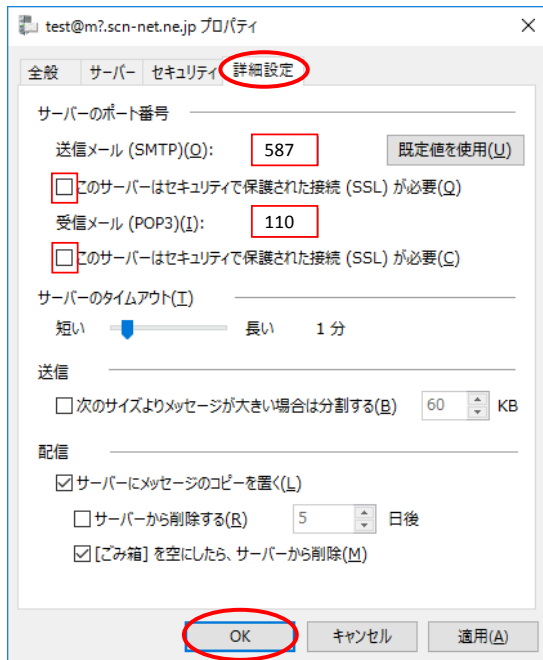 test@m?.scn-net.ne.jp プロパティ
全般 サーバー セキュリティ 詳細設定
サーバーのポート番号
送信メール (SMTP)(O): 587 既定値を使用(U)
このサーバーはセキュリティで保護された接続 (SSL) が必要(Q)
受信メール (POP3)(I): 110
このサーバーはセキュリティで保護された接続 (SSL) が必要(C)
サーバーのタイムアウト(T)
短い 長い 1 分
送信
次のサイズよりメッセージが大きい場合は分割する(B) 60 KB
配信
サーバーにメッセージのコピーを置く(L)
サーバーから削除する(R) 5 日後
[ごみ箱] を空にしたら、サーバーから削除(M)
OK キャンセル 適用(A)